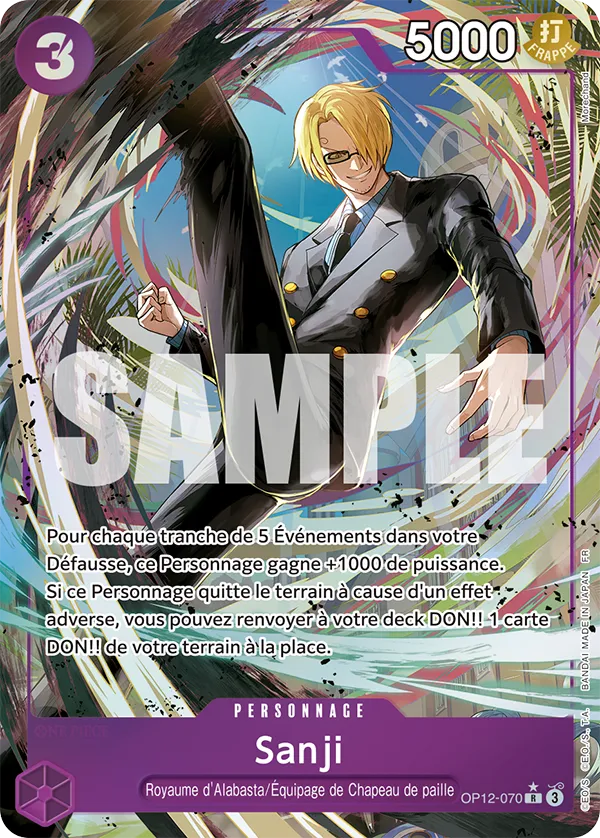 3
5000
打
FRAPPE
Morechand
SAMPLE
Pour chaque tranche de 5 Événements dans votre
Défausse, ce Personnage gagne +1000 de puissance.
Si ce Personnage quitte le terrain à cause d'un effet
adverse, vous pouvez renvoyer à votre deck DON!! 1 carte
DON!! de votre terrain à la place.
©E.O./S. ©E.O./S.,T.A. BANDAI MADE IN JAPAN FR
ONE PIECE
PERSONNAGE
Sanji
Royaume d'Alabasta/Équipage de Chapeau de paille
OP12-070 R 3